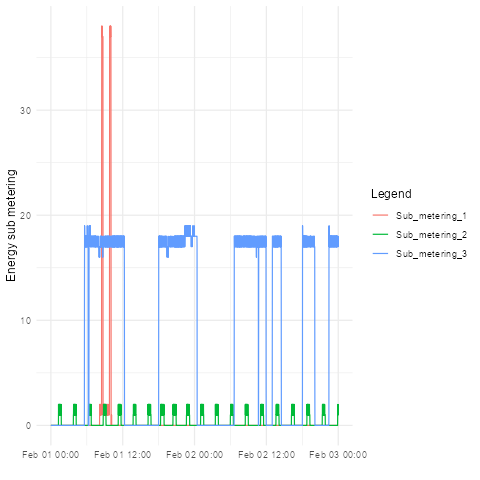 Energy sub metering
30
20
10
0
Feb 01 00:00
Feb 01 12:00
Feb 02 00:00
Feb 02 12:00
Feb 03 00:00
Legend
Sub_metering_1
Sub_metering_2
Sub_metering_3